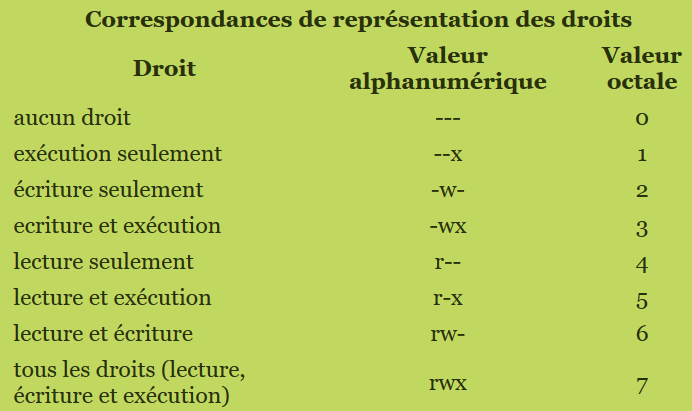 Correspondances de représentation des droits
Droit Valeur alphanumérique Valeur octale
aucun droit --- 0
exécution seulement --x 1
écriture seulement -w- 2
ecriture et exécution -wx 3
lecture seulement r-- 4
lecture et exécution r-x 5
lecture et écriture rw- 6
tous les droits (lecture,
écriture et exécution) rwx 7